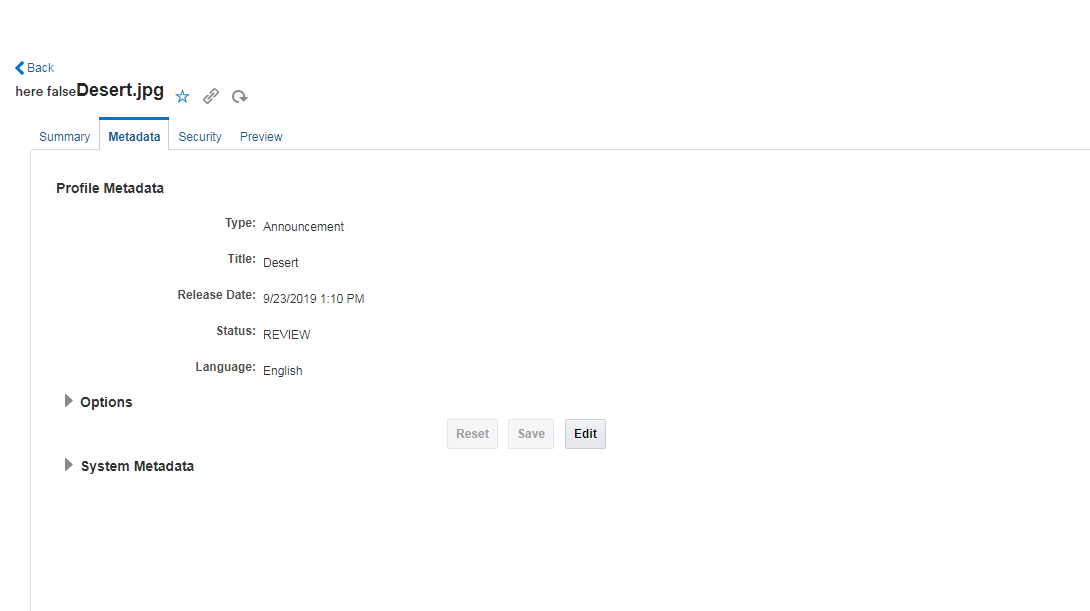 Back
here falseDesert.jpg
Summary Metadata Security Preview
Profile Metadata
Type: Announcement
Title: Desert
Release Date: 9/23/2019 1:10 PM
Status: REVIEW
Language: English
Options
Reset Save Edit
System Metadata